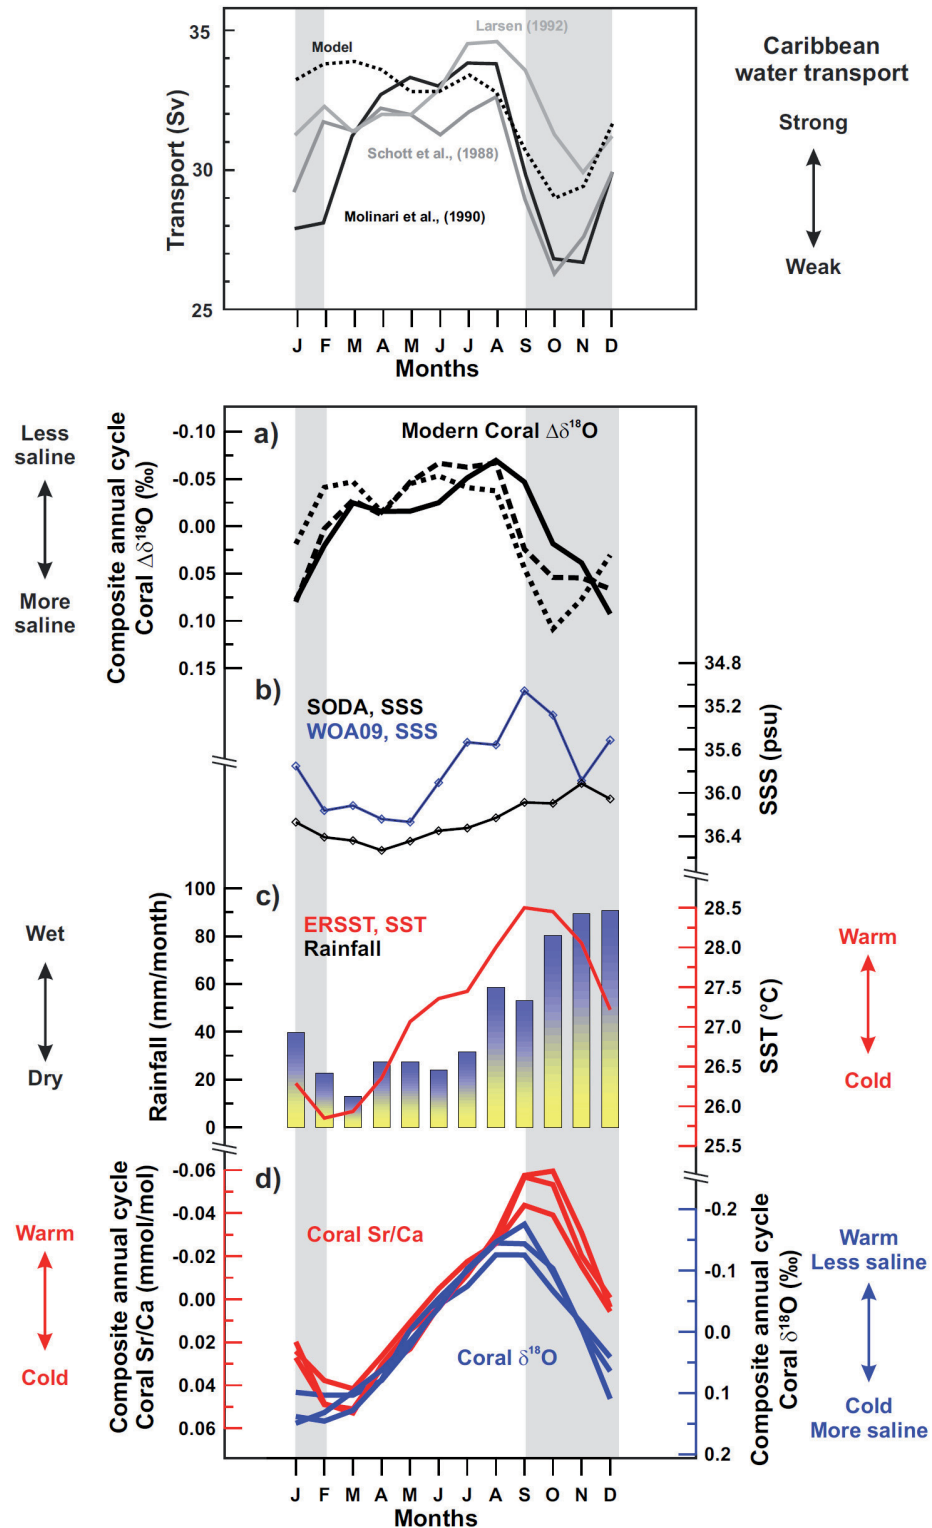 35
30
25
Transport (Sv)
Larsen (1992)
Model
Schott et al., (1988)
Molinari et al., (1990)
J F M A M J J A S O N D
Months
Caribbean
water transport
Strong
Weak
Less
saline
More
saline
Composite annual cycle
Coral Δδ¹⁸O (‰)
-0.10
-0.05
0.00
0.05
0.10
0.15
a)
Modern Coral Δδ¹⁸O
b)
SODA, SSS
WOA09, SSS
34.8
35.2
35.6
36.0
36.4
SSS (psu)
Wet
Dry
Rainfall (mm/month)
100
80
60
40
20
0
c)
ERSST, SST
Rainfall
28.5
28.0
27.5
27.0
26.5
26.0
25.5
SST (°C)
Warm
Cold
Warm
Cold
Composite annual cycle
Coral Sr/Ca (mmol/mol)
-0.06
-0.04
-0.02
0.00
0.02
0.04
0.06
d)
Coral Sr/Ca
Coral δ¹⁸O
-0.2
-0.1
0.0
0.1
0.2
Composite annual cycle
Coral δ¹⁸O (‰)
Warm
Less saline
Cold
More saline
J F M A M J J A S O N D
Months